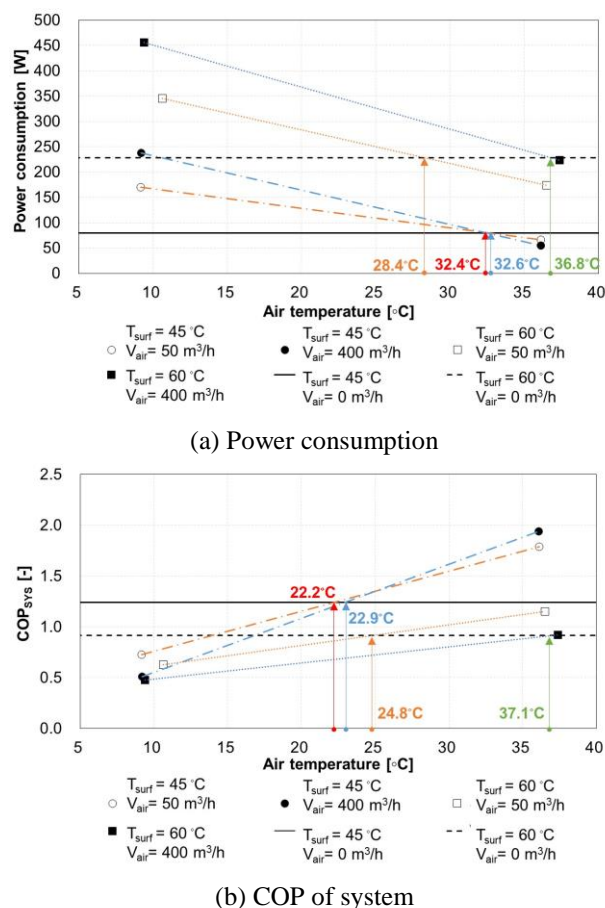 500
450
400
350
300
250
200
150
100
50
0
Power consumption [W]
28.4°C
32.4°C
32.6°C
36.8°C
5 10 15 20 25 30 35 40
Air temperature [°C]
T_surf = 45 °C
V_air= 50 m³/h
T_surf = 45 °C
V_air= 400 m³/h
T_surf = 60 °C
V_air= 50 m³/h
T_surf = 60 °C
V_air= 400 m³/h
T_surf = 45 °C
V_air= 0 m³/h
T_surf = 60 °C
V_air= 0 m³/h
(a) Power consumption
2.5
2.0
1.5
1.0
0.5
0.0
COP_SYS [-]
22.2°C
22.9°C
24.8°C
37.1°C
5 10 15 20 25 30 35 40
Air temperature [°C]
T_surf = 45 °C
V_air= 50 m³/h
T_surf = 45 °C
V_air= 400 m³/h
T_surf = 60 °C
V_air= 50 m³/h
T_surf = 60 °C
V_air= 400 m³/h
T_surf = 45 °C
V_air= 0 m³/h
T_surf = 60 °C
V_air= 0 m³/h
(b) COP of system